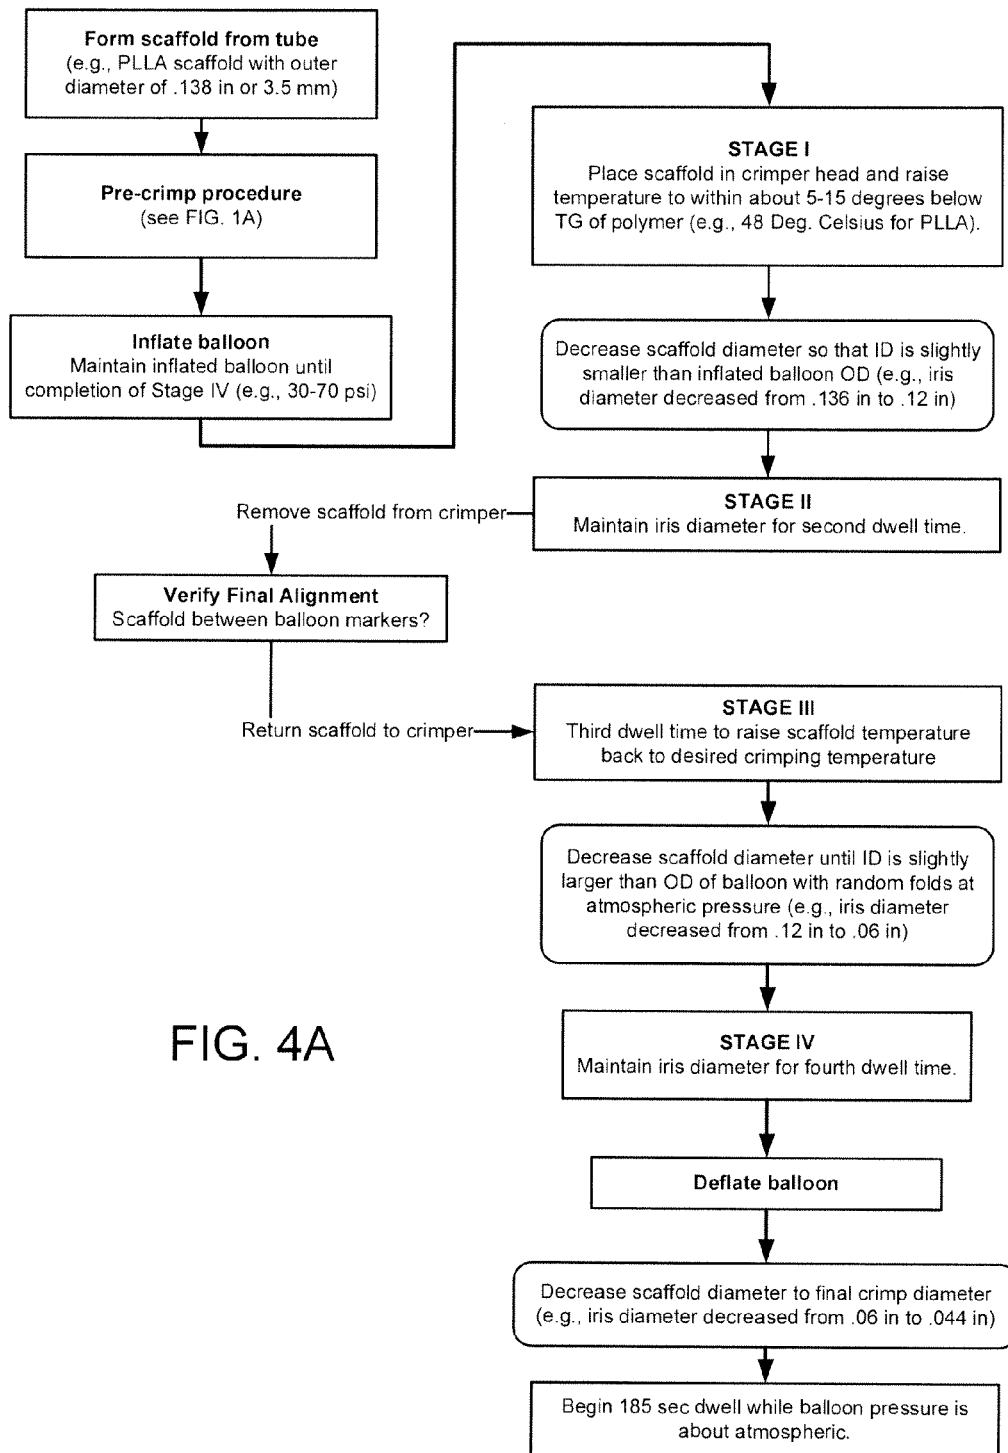 Form scaffold from tube
(e.g., PLLA scaffold with outer
diameter of .138 in or 3.5 mm)
Pre-crimp procedure
(see FIG. 1A)
Inflate balloon
Maintain inflated balloon until
completion of Stage IV (e.g., 30-70 psi)
STAGE I
Place scaffold in crimper head and raise
temperature to within about 5-15 degrees below
TG of polymer (e.g., 48 Deg. Celsius for PLLA).
Decrease scaffold diameter so that ID is slightly
smaller than inflated balloon OD (e.g., iris
diameter decreased from .136 in to .12 in)
STAGE II
Maintain iris diameter for second dwell time.
Remove scaffold from crimper
Verify Final Alignment
Scaffold between balloon markers?
Return scaffold to crimper
STAGE III
Third dwell time to raise scaffold temperature
back to desired crimping temperature
Decrease scaffold diameter until ID is slightly
larger than OD of balloon with random folds at
atmospheric pressure (e.g., iris diameter
decreased from .12 in to .06 in)
STAGE IV
Maintain iris diameter for fourth dwell time.
FIG. 4A
Deflate balloon
Decrease scaffold diameter to final crimp diameter
(e.g., iris diameter decreased from .06 in to .044 in)
Begin 185 sec dwell while balloon pressure is
about atmospheric.